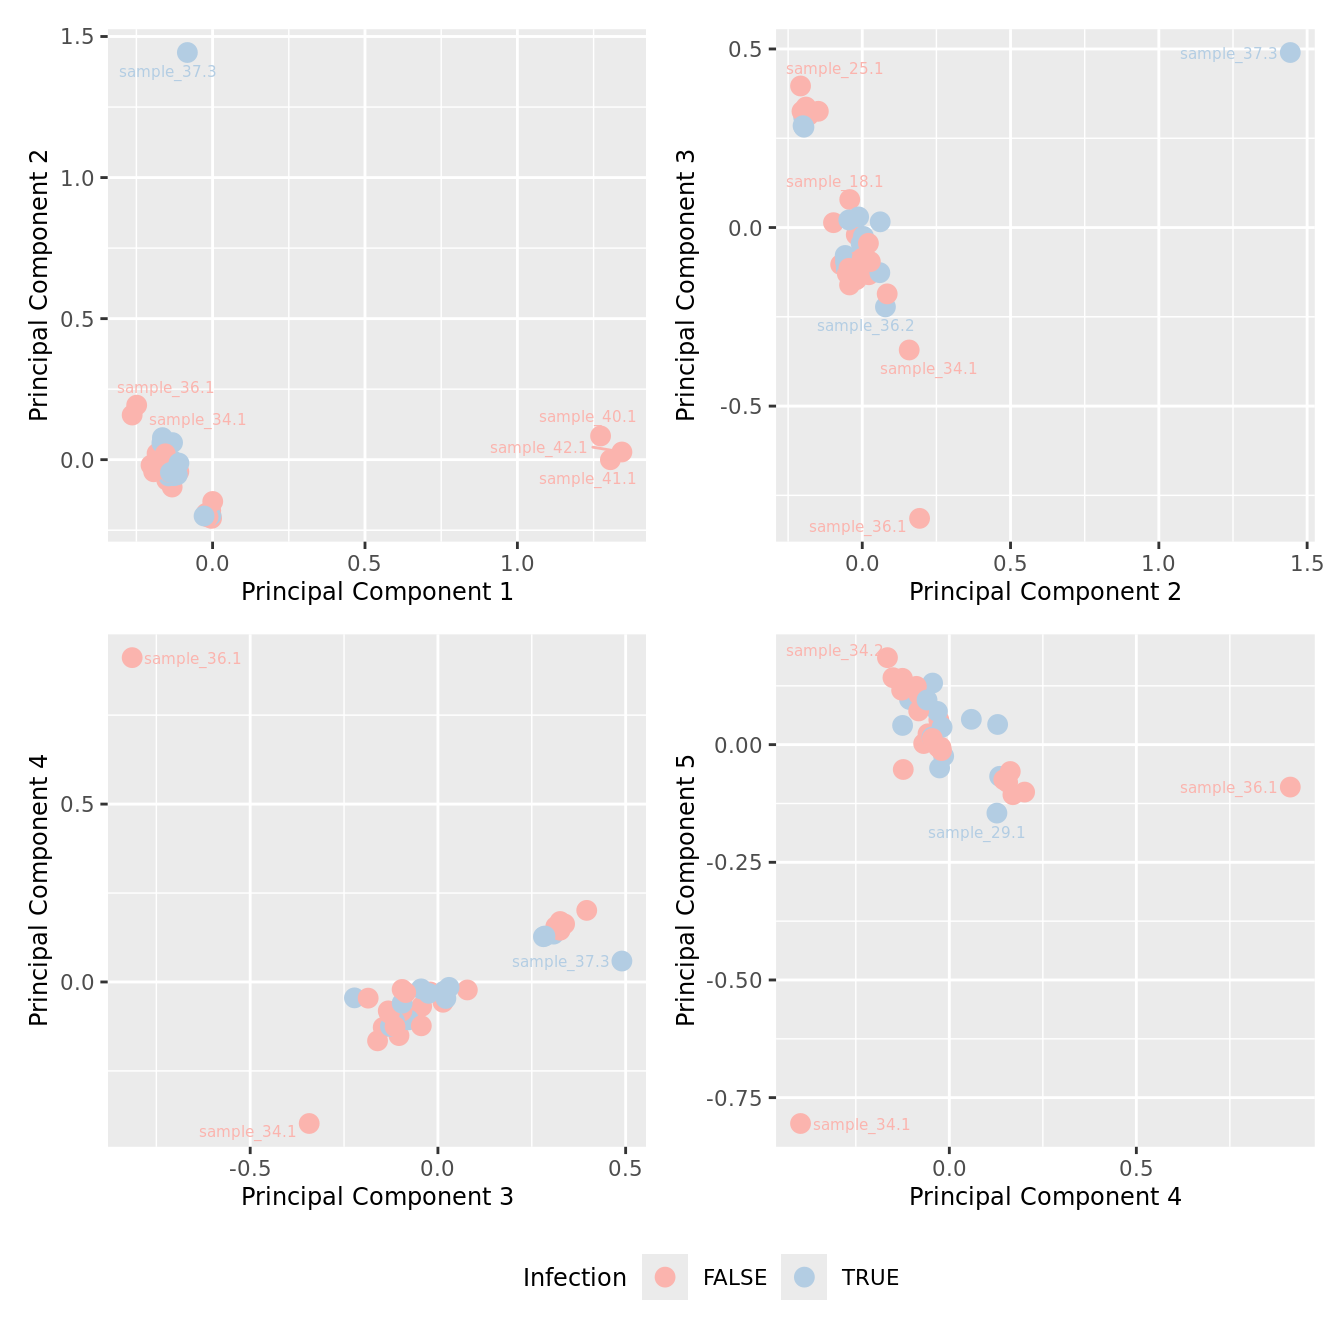 Principal Component 2
1.5
1.0
0.5
0.0
sample_37.3
sample_36.1
sample_34.1
sample_40.1
sample_42.1
sample_41.1
0.0 0.5 1.0
Principal Component 1
Principal Component 3
0.5
0.0
-0.5
sample_37.3
sample_25.1
sample_18.1
sample_36.2
sample_34.1
sample_36.1
0.0 0.5 1.0 1.5
Principal Component 2
Principal Component 4
0.5
0.0
sample_36.1
sample_37.3
sample_34.1
-0.5 0.0 0.5
Principal Component 3
Principal Component 5
0.00
-0.25
-0.50
-0.75
sample_34.2
sample_36.1
sample_29.1
sample_34.1
0.0 0.5
Principal Component 4
Infection FALSE TRUE